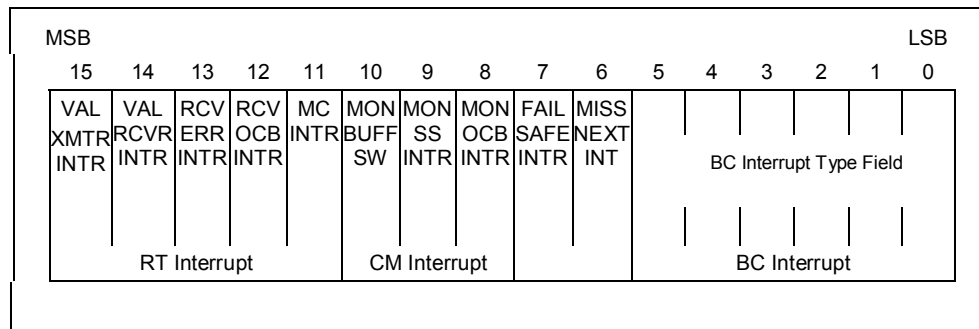 MSB LSB
15 14 13 12 11 10 9 8 7 6 5 4 3 2 1 0
VAL VAL RCV RCV MC MON MON MON FAIL MISS
XMTR RCVR ERR OCB INTR BUFF SS OCB SAFE NEXT
INTR INTR INTR INTR SW INTR INTR INTR INT
BC Interrupt Type Field
RT Interrupt CM Interrupt BC Interrupt